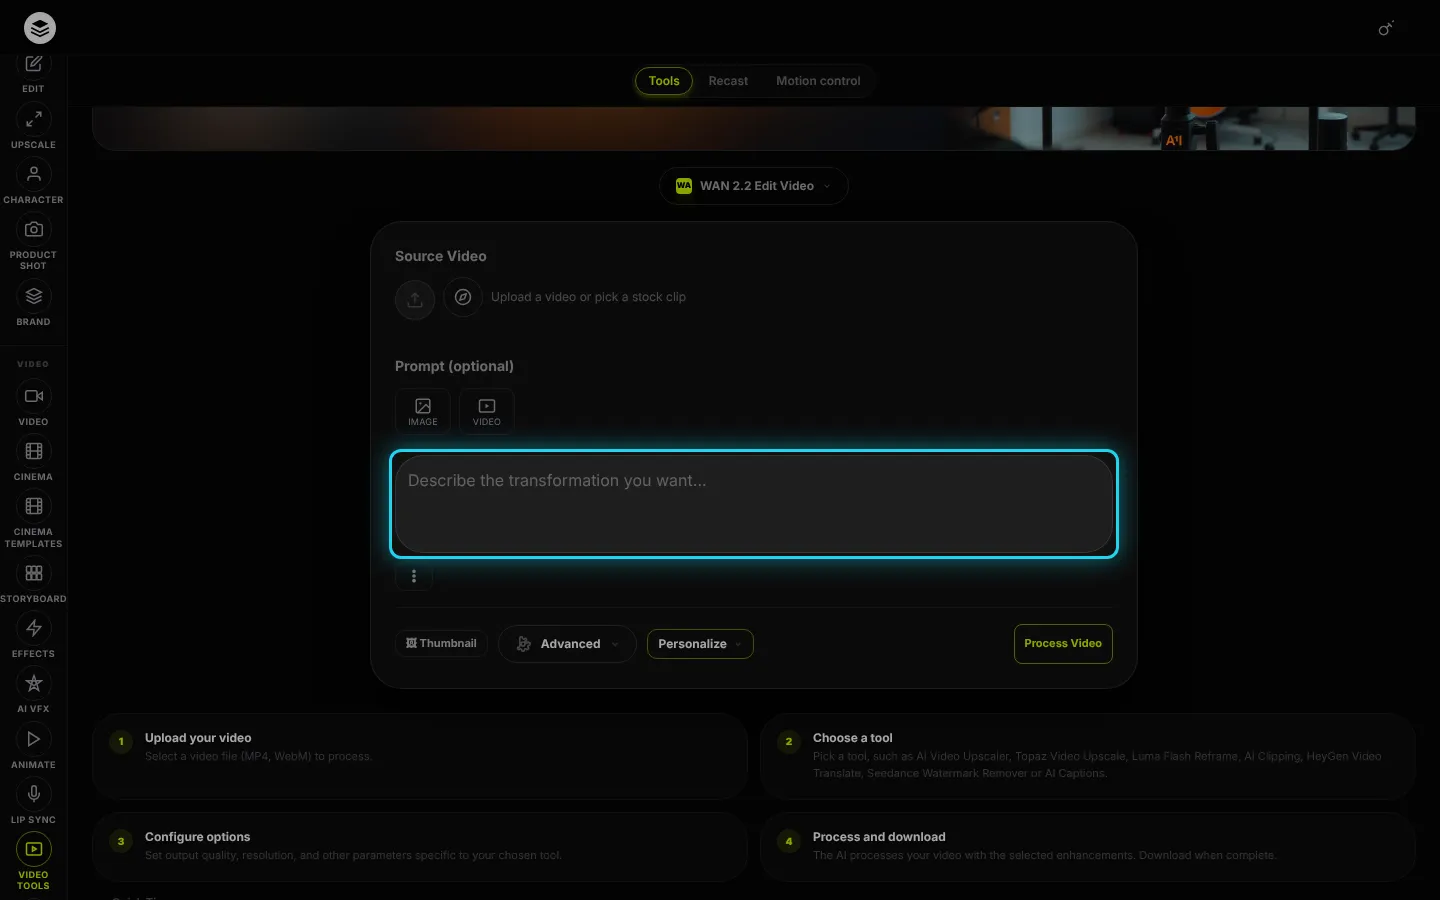 EDIT
UPSCALE
CHARACTER
PRODUCT
SHOT
BRAND
VIDEO
VIDEO
CINEMA
CINEMA
TEMPLATES
STORYBOARD
EFFECTS
AI VFX
ANIMATE
LIP SYNC
VIDEO
TOOLS
Tools
Recast
Motion control
WA
WAN 2.2 Edit Video
Source Video
Upload a video or pick a stock clip
Prompt (optional)
IMAGE
VIDEO
Describe the transformation you want...
Thumbnail
Advanced
Personalize
Process Video
1
Upload your video
Select a video file (MP4, WebM) to process.
2
Choose a tool
Pick a tool, such as AI Video Upscaler, Topaz Video Upscale, Luma Flash Reframe, AI Clipping, HeyGen Video
Translate, Seedance Watermark Remover or AI Captions.
3
Configure options
Set output quality, resolution, and other parameters specific to your chosen tool.
4
Process and download
The AI processes your video with the selected enhancements. Download when complete.